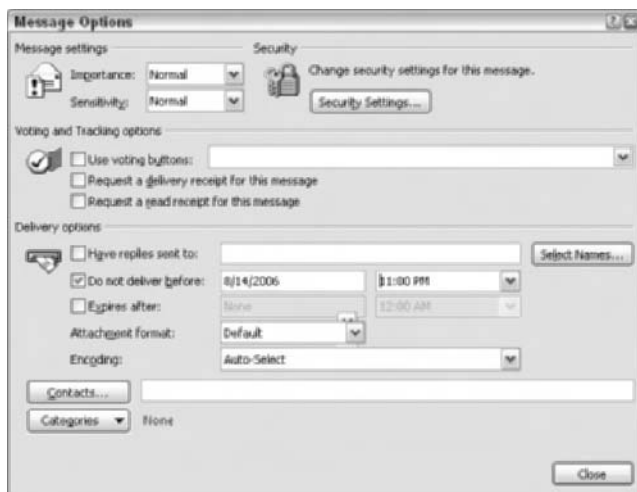 Message Options
Message settings
Security
Importance: Normal
Change security settings for this message.
Sensitivity: Normal
Security Settings...
Voting and Tracking options
Use voting buttons:
Request a delivery receipt for this message
Request a read receipt for this message
Delivery options
Have replies sent to:
Select Names...
Do not deliver before: 8/14/2006 11:00 PM
Expires after: None 12:00 AM
Attachment format: Default
Encoding: Auto-Select
Contacts...
Categories None
Close